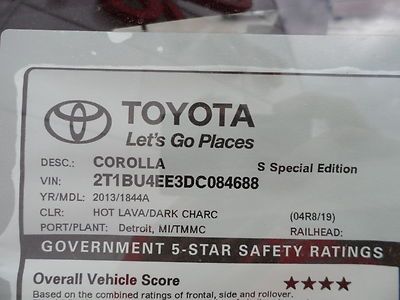 TOYOTA
Let's Go Places
DESC.: COROLLA S Special Edition
VIN: 2T1BU4EE3DC084688
YR/MDL: 2013/1844A
CLR: HOT LAVA/DARK CHARC (04R8/19)
PORT/PLANT: Detroit, MI/TMMC RAILHEAD:
GOVERNMENT 5-STAR SAFETY RATINGS
Overall Vehicle Score ★★★★
Based on the combined ratings of frontal, side and rollover.